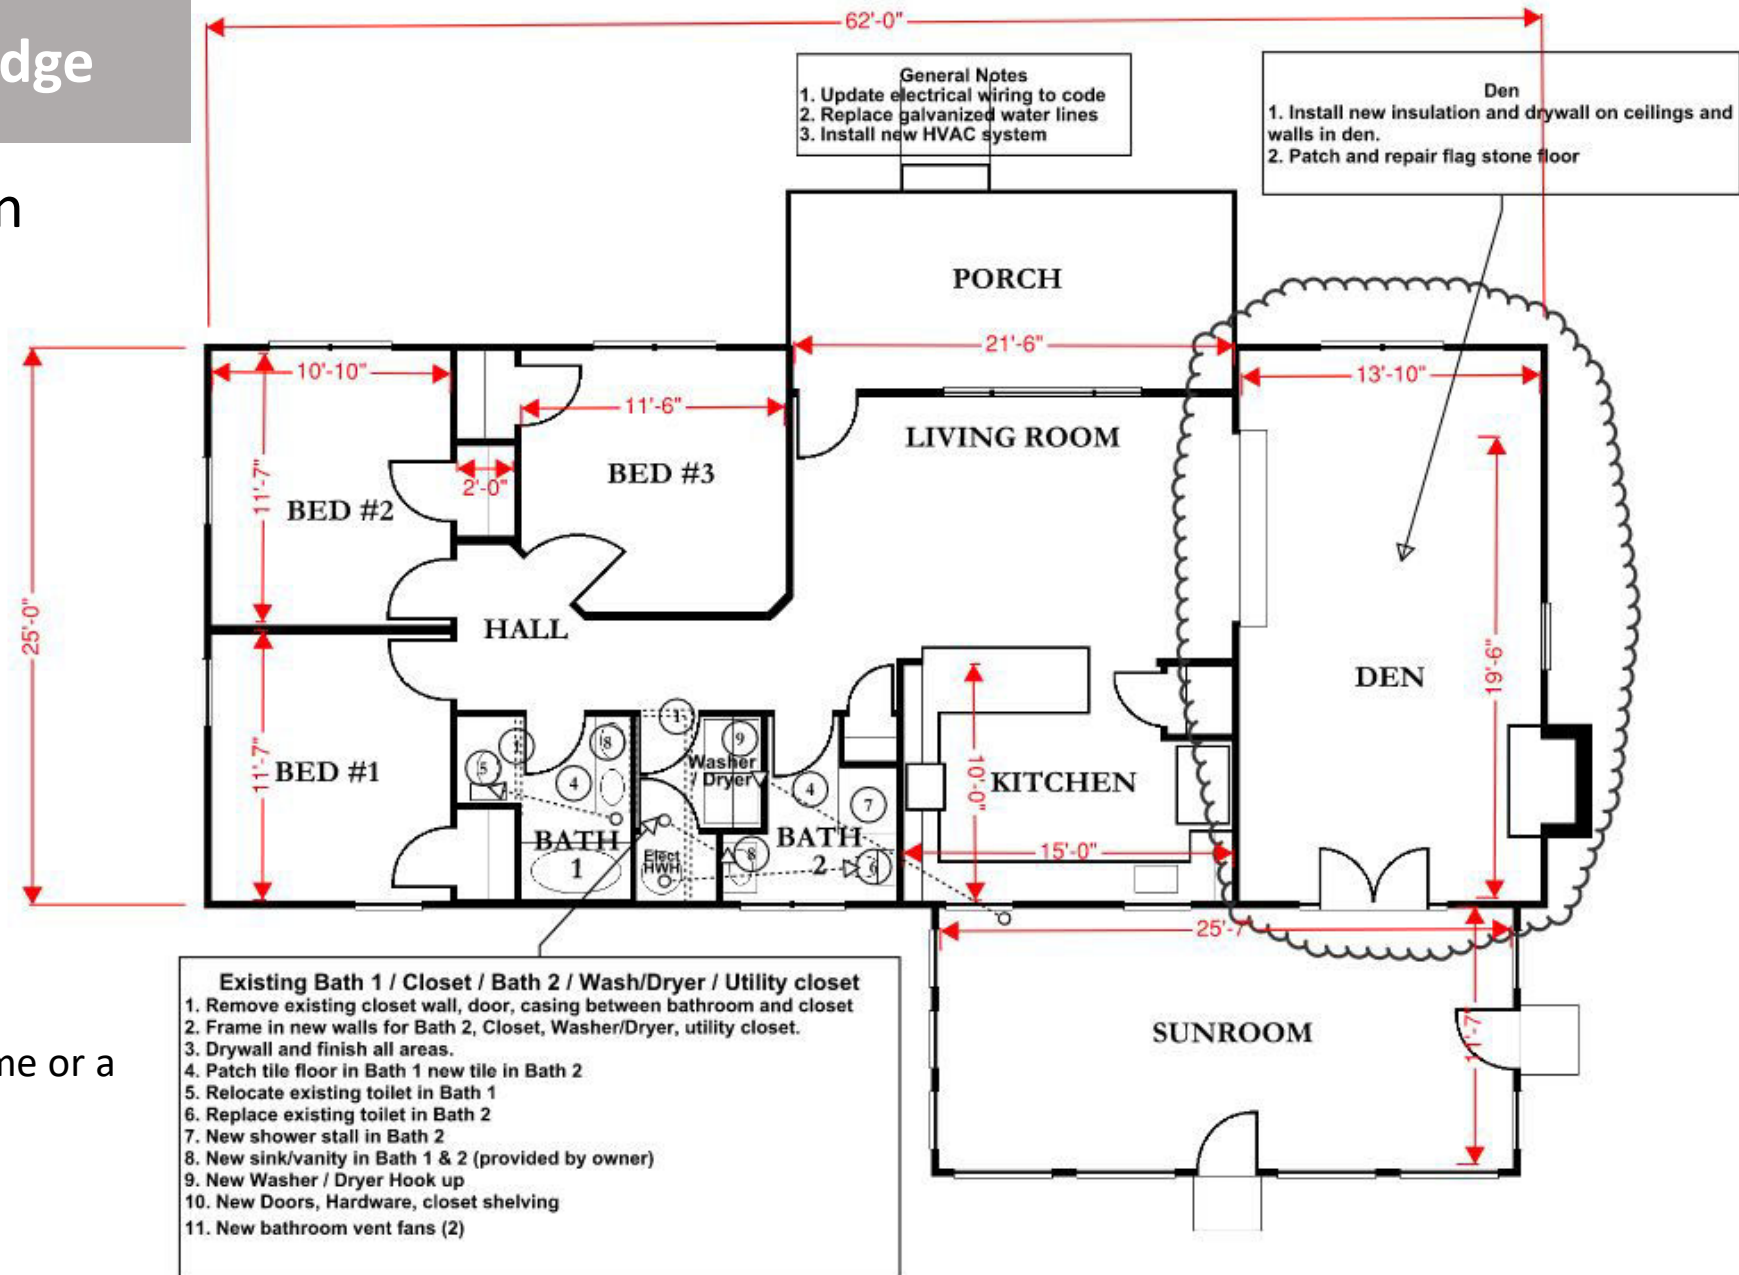 dge
n
62'-0"
General Notes
1. Update electrical wiring to code
2. Replace galvanized water lines
3. Install new HVAC system
Den
1. Install new insulation and drywall on ceilings and
walls in den.
2. Patch and repair flag stone floor
PORCH
21'-6"
10'-10"
13'-10"
11'-6"
LIVING ROOM
BED #3
2'-0"
11'-7"
BED #2
25'-0"
HALL
19'-6"
DEN
1
8
9
5
4
Washer
/ Dryer
4
7
11'-7"
BED #1
10'-0"
KITCHEN
BATH
1
Elect
HWH
8
BATH
2
6
15'-0"
25'-7
Existing Bath 1 / Closet / Bath 2 / Wash/Dryer / Utility closet
1. Remove existing closet wall, door, casing between bathroom and closet
2. Frame in new walls for Bath 2, Closet, Washer/Dryer, utility closet.
3. Drywall and finish all areas.
4. Patch tile floor in Bath 1 new tile in Bath 2
5. Relocate existing toilet in Bath 1
6. Replace existing toilet in Bath 2
7. New shower stall in Bath 2
8. New sink/vanity in Bath 1 & 2 (provided by owner)
9. New Washer / Dryer Hook up
10. New Doors, Hardware, closet shelving
11. New bathroom vent fans (2)
SUNROOM
11'-7"
me or a